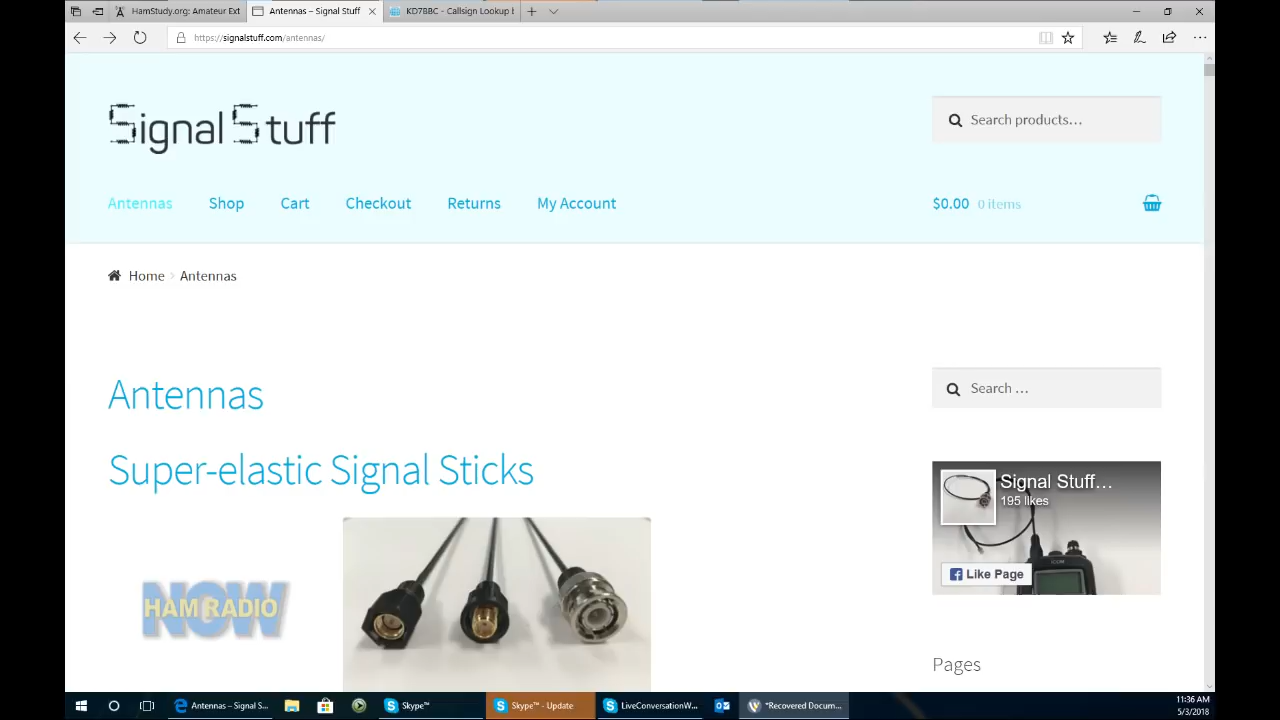 HamStudy.org: Amateur Ext
Antennas – Signal Stuff
KD7BBC - Callsign Lookup b
https://signalstuff.com/antennas/
Signal Stuff
Search products…
Antennas Shop Cart Checkout Returns My Account
$0.00 0 items
Home > Antennas
Antennas
Search …
Super-elastic Signal Sticks
Signal Stuff…
195 likes
Like Page
HAM RADIO
NOW
Pages
Antennas – Signal S...
Skype™
Skype™ - Update
LiveConversationW...
*Recovered Docum...
11:36 AM
5/3/2018